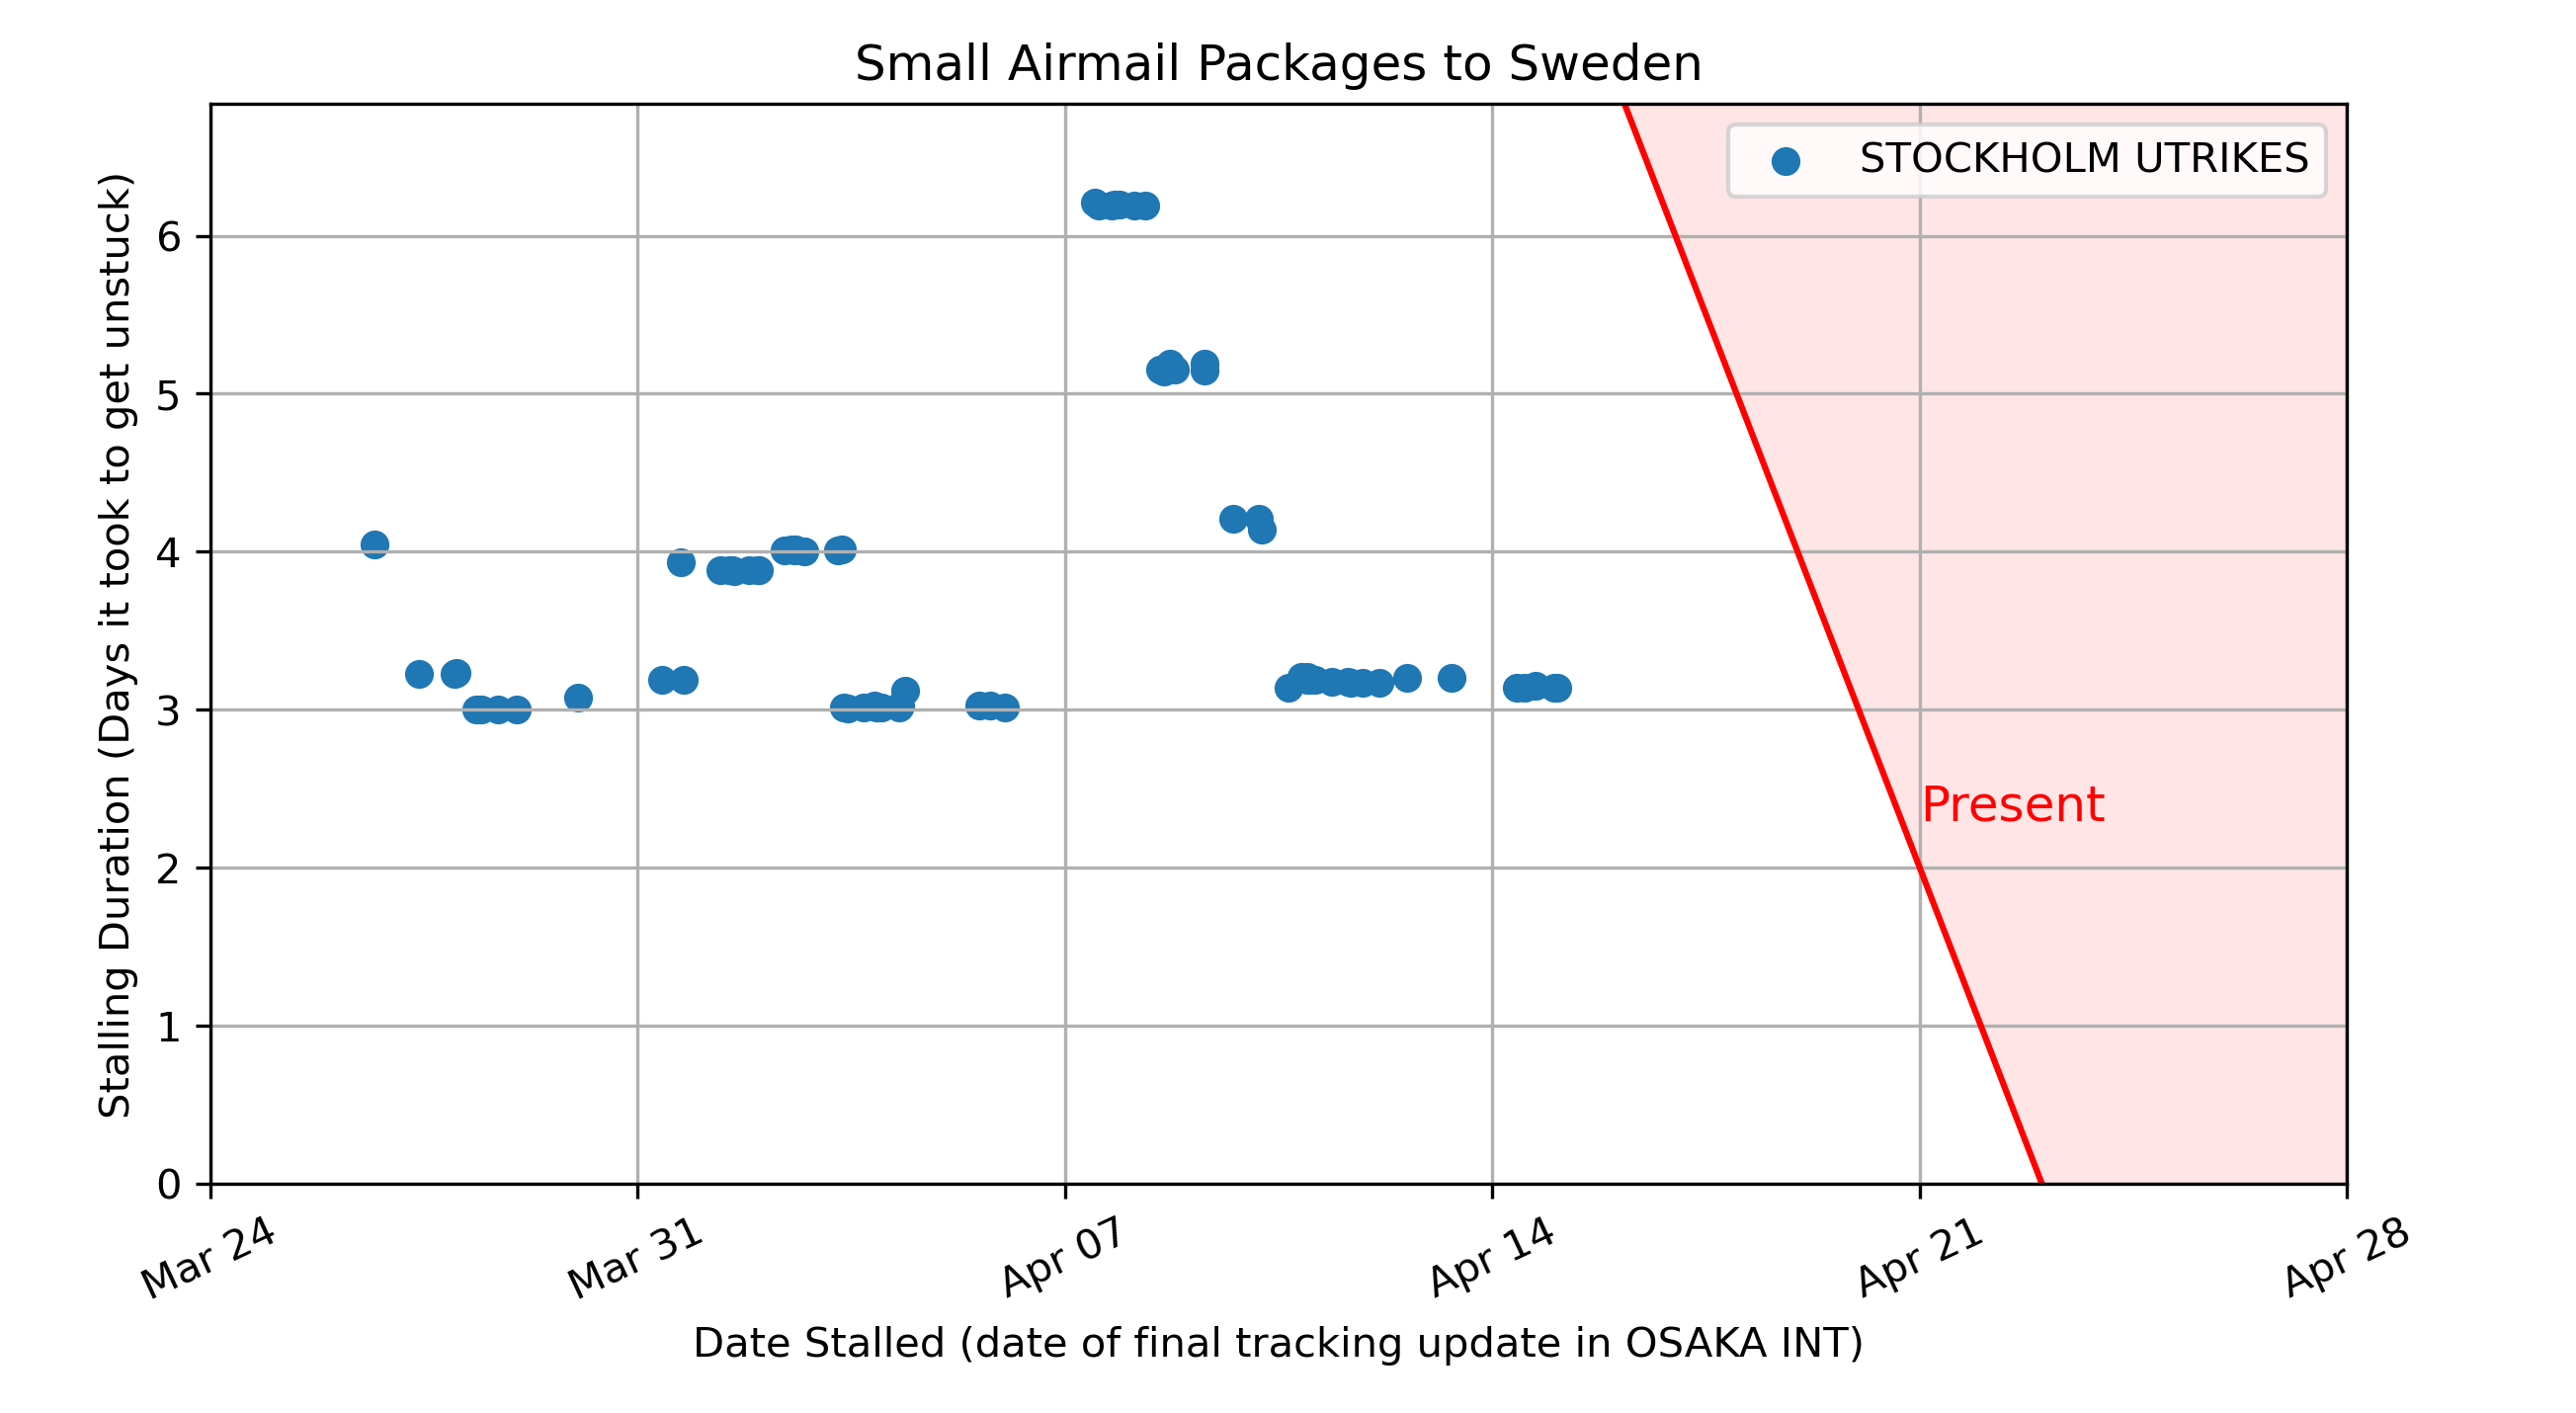 Small Airmail Packages to Sweden
STOCKHOLM UTRIKES
Stalling Duration (Days it took to get unstuck)
6
5
4
3
2
1
0
Present
Mar 24
Mar 31
Apr 07
Apr 14
Apr 21
Apr 28
Date Stalled (date of final tracking update in OSAKA INT)